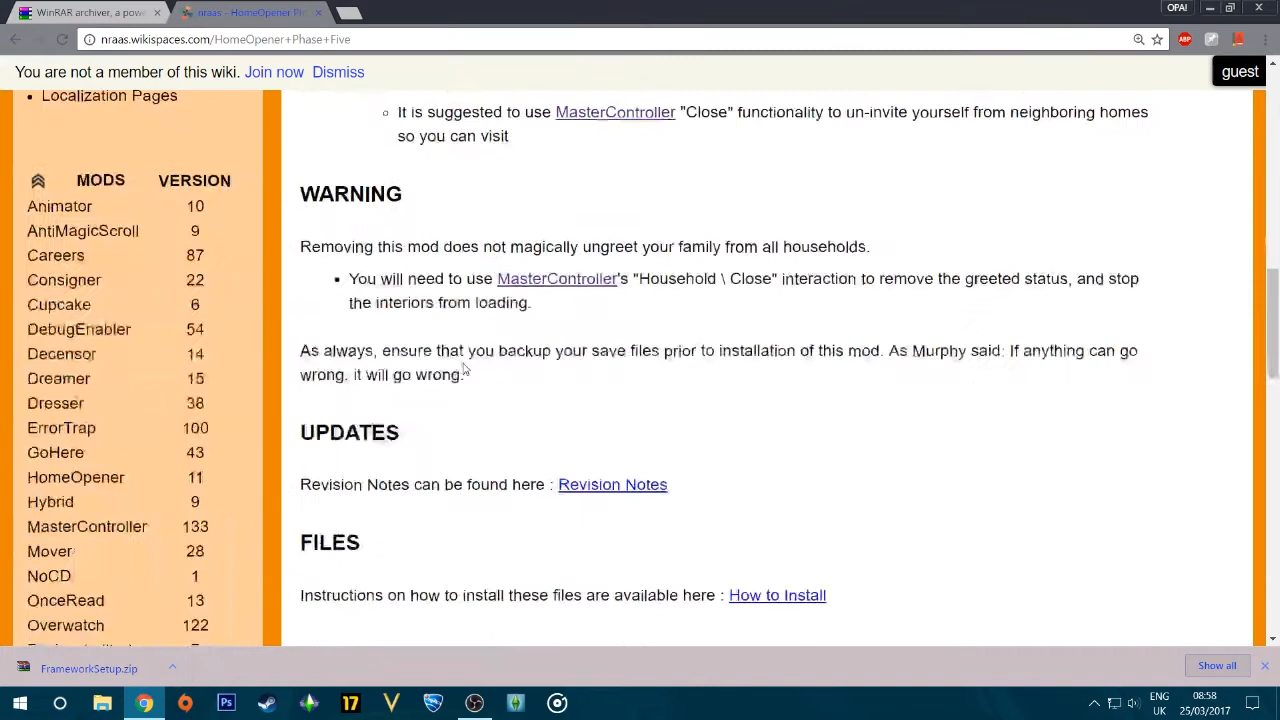 WinRAR archiver, a pow
nraas - HomeOpener Ph
OPA!
nraas.wikispaces.com/HomeOpener+Phase+Five
ABP
You are not a member of this wiki. Join now Dismiss
guest
Localization Pages
MODS VERSION
Animator 10
AntiMagicScroll 9
Careers 87
Consigner 22
Cupcake 6
DebugEnabler 54
Decensor 14
Dreamer 15
Dresser 38
ErrorTrap 100
GoHere 43
HomeOpener 11
Hybrid 9
MasterController 133
Mover 28
NoCD 1
OnceRead 13
Overwatch 122
It is suggested to use MasterController "Close" functionality to un-invite yourself from neighboring homes
so you can visit
WARNING
Removing this mod does not magically ungreet your family from all households.
You will need to use MasterController's "Household \ Close" interaction to remove the greeted status, and stop
the interiors from loading.
As always, ensure that you backup your save files prior to installation of this mod. As Murphy said: If anything can go
wrong, it will go wrong.
UPDATES
Revision Notes can be found here : Revision Notes
FILES
Instructions on how to install these files are available here : How to Install
FrameworkSetup.zip
Show all
Ps
17
ENG
UK
08:58
25/03/2017